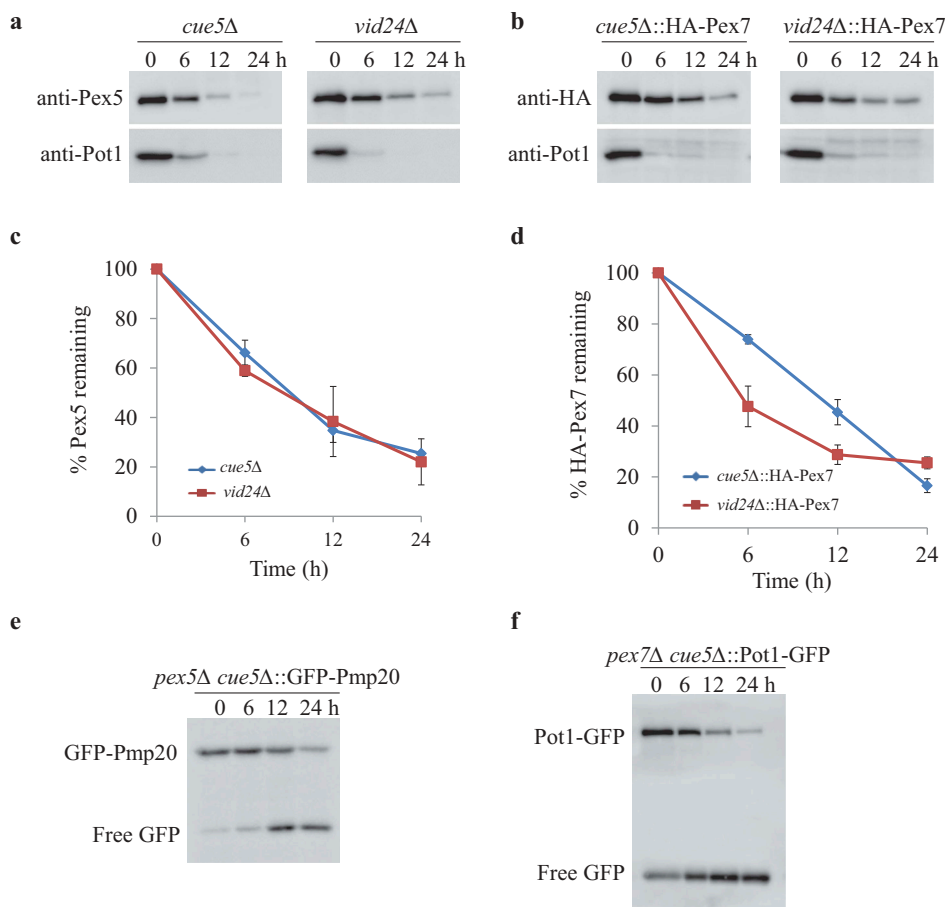 a
cue5Δ vid24Δ
0 6 12 24 h 0 6 12 24 h
anti-Pex5
anti-Pot1
b
cue5Δ::HA-Pex7 vid24Δ::HA-Pex7
0 6 12 24 h 0 6 12 24 h
anti-HA
anti-Pot1
c
% Pex5 remaining
100
80
60
40
20
0
cue5Δ
vid24Δ
0 6 12 24
Time (h)
d
% HA-Pex7 remaining
100
80
60
40
20
0
cue5Δ::HA-Pex7
vid24Δ::HA-Pex7
0 6 12 24
Time (h)
e
pex5Δ cue5Δ::GFP-Pmp20
0 6 12 24 h
GFP-Pmp20
Free GFP
f
pex7Δ cue5Δ::Pot1-GFP
0 6 12 24 h
Pot1-GFP
Free GFP